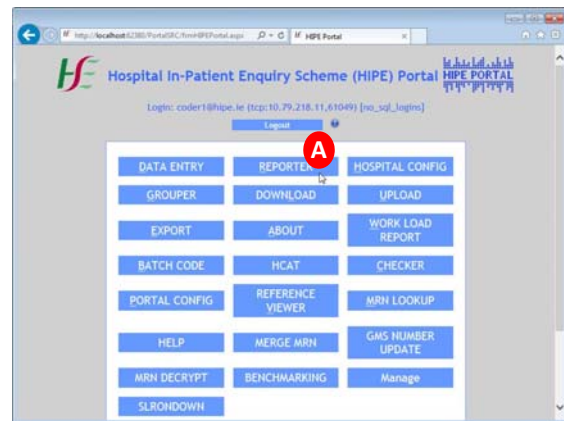 http://localhost:62380/PortalSRC/frmHIPEPortal.aspx
HIPE Portal
Hospital In-Patient Enquiry Scheme (HIPE) Portal
HIPE PORTAL
Login: coder1@hipe.ie (tcp:10.79.218.11,61049) [no_sql_logins]
Logout
A
DATA ENTRY
HOSPITAL CONFIG
GROUPER
DOWNLOAD
UPLOAD
EXPORT
ABOUT
WORK LOAD
REPORT
BATCH CODE
HCAT
CHECKER
PORTAL CONFIG
REFERENCE
VIEWER
MRN LOOKUP
HELP
MERGE MRN
GMS NUMBER
UPDATE
MRN DECRYPT
BENCHMARKING
Manage
SLRONDOWN